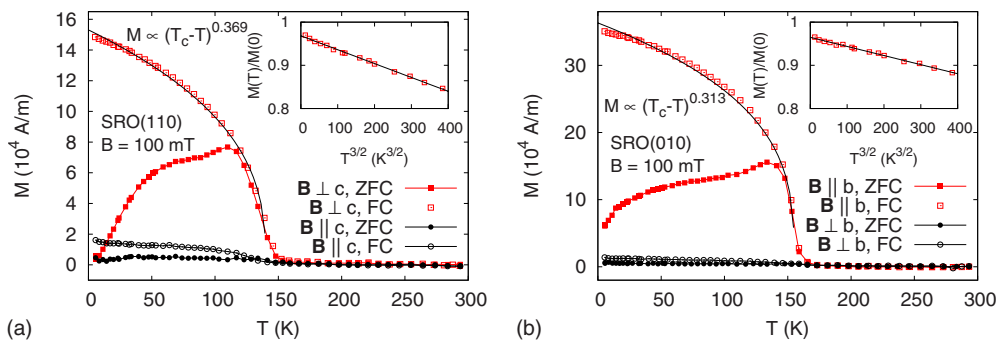 16
14
12
10
8
6
4
2
0
M (10^4 A/m)
M ∝ (T_c-T)^0.369
SRO(110)
B = 100 mT
1
0.9
0.8
M(T)/M(0)
0 100 200 300 400
T^3/2 (K^3/2)
B ⊥ c, ZFC
B ⊥ c, FC
B || c, ZFC
B || c, FC
0 50 100 150 200 250 300
T (K)
(a)
30
20
10
0
M (10^4 A/m)
M ∝ (T_c-T)^0.313
SRO(010)
B = 100 mT
1
0.9
0.8
M(T)/M(0)
0 100 200 300 400
T^3/2 (K^3/2)
B || b, ZFC
B || b, FC
B ⊥ b, ZFC
B ⊥ b, FC
0 50 100 150 200 250 300
T (K)
(b)